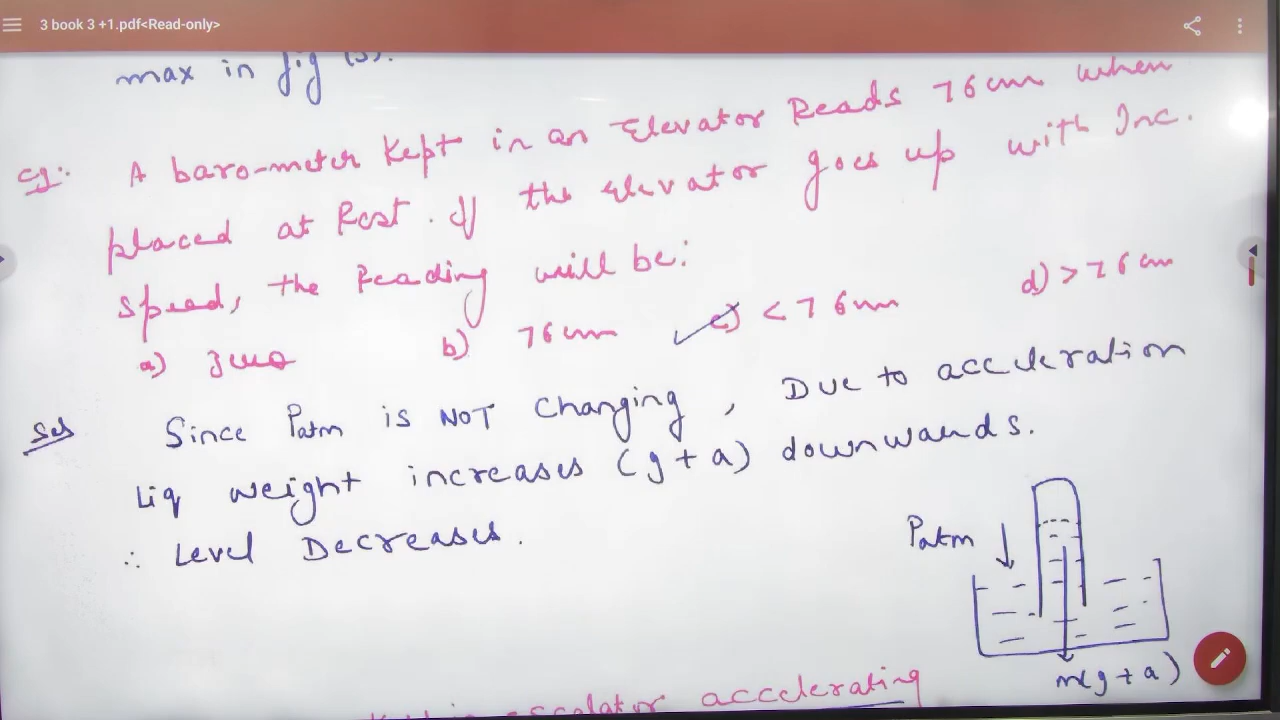 3 book 3 +1.pdf<Read-only>
max in fig (3).
eg:- A baro-meter Kept in an Elevator Reads 76 cm when
placed at Rest. If the Elevator goes up with Inc.
speed, the Reading will be:
a) zero b) 76 cm c) < 76 cm d) > 76 cm
Sol Since Patm is NOT Changing, Due to acceleration
Liq weight increases (g + a) downwards.
∴ Level Decreases.
Patm
m(g + a)
accelerating